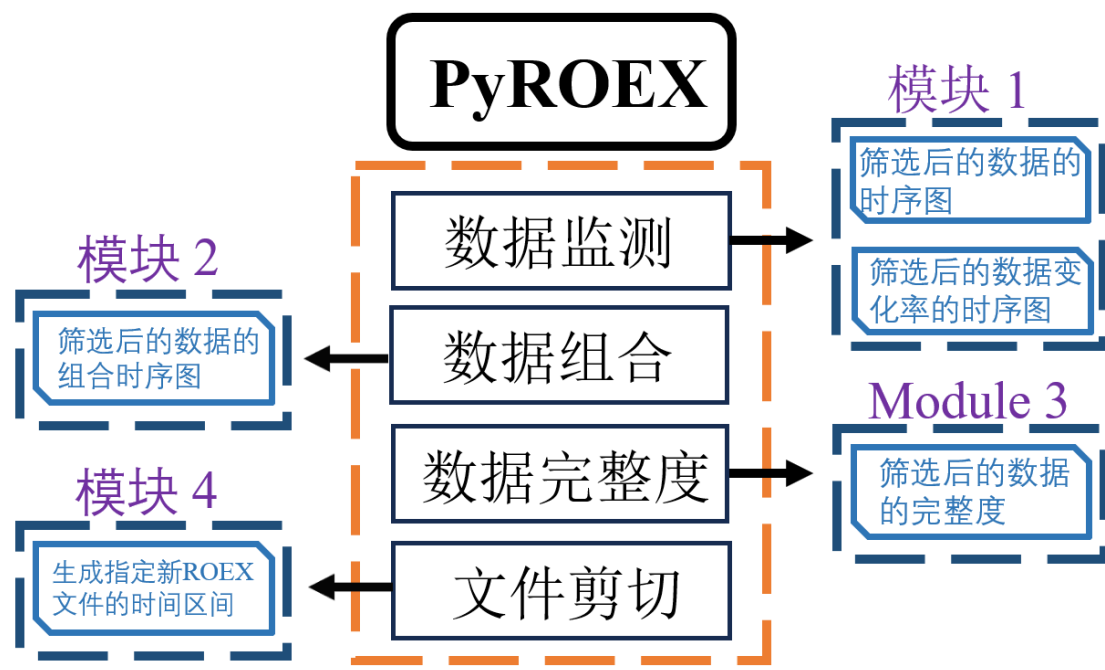 PyROEX
模块 1
筛选后的数据的
时序图
筛选后的数据变
化率的时序图
数据监测
模块 2
筛选后的数据的
组合时序图
数据组合
Module 3
筛选后的数据
的完整度
数据完整度
模块 4
生成指定新ROEX
文件的时间区间
文件剪切